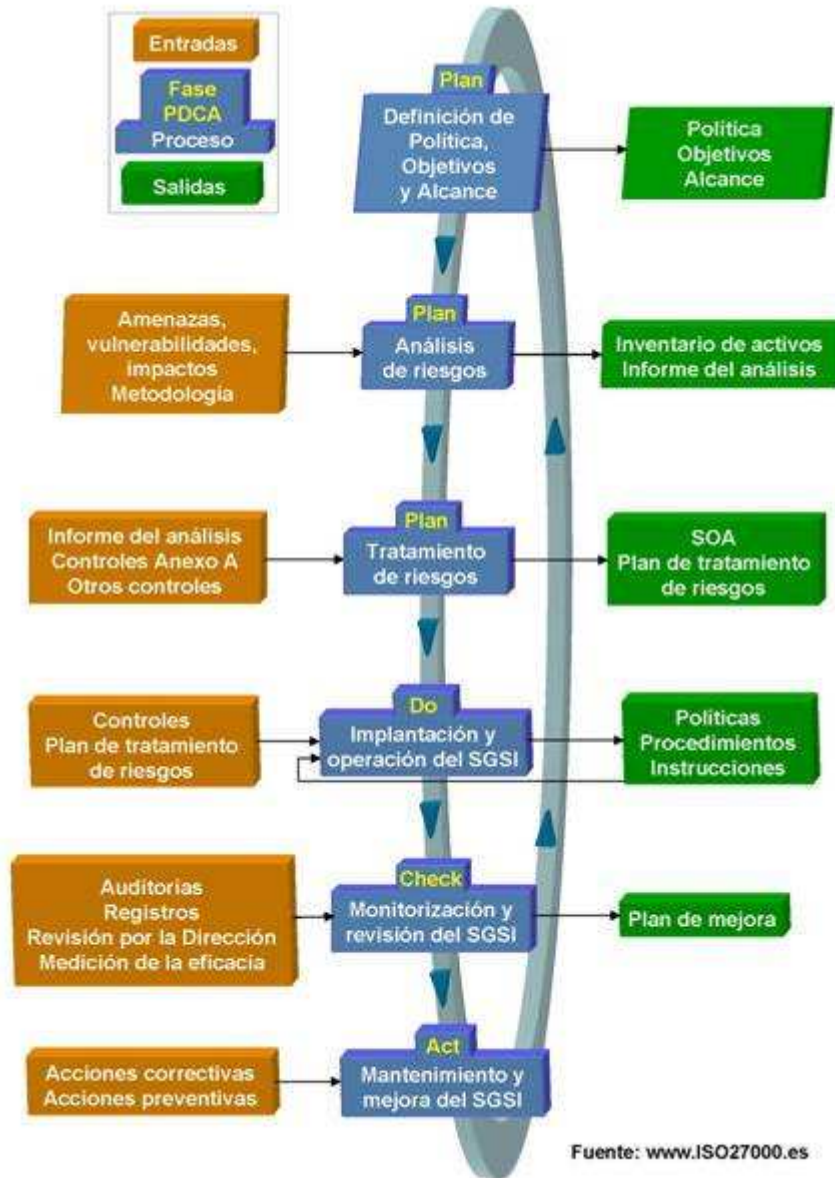 Entradas
Fase
PDCA
Proceso
Salidas
Plan
Definición de
Política,
Objetivos
y Alcance
Política
Objetivos
Alcance
Amenazas,
vulnerabilidades,
impactos
Metodología
Plan
Análisis
de riesgos
Inventario de activos
Informe del análisis
Informe del análisis
Controles Anexo A
Otros controles
Plan
Tratamiento
de riesgos
SOA
Plan de tratamiento
de riesgos
Controles
Plan de tratamiento
de riesgos
Do
Implantación y
operación del SGSI
Políticas
Procedimientos
Instrucciones
Auditorías
Registros
Revisión por la Dirección
Medición de la eficacia
Check
Monitorización y
revisión del SGSI
Plan de mejora
Acciones correctivas
Acciones preventivas
Act
Mantenimiento y
mejora del SGSI
Fuente: www.ISO27000.es